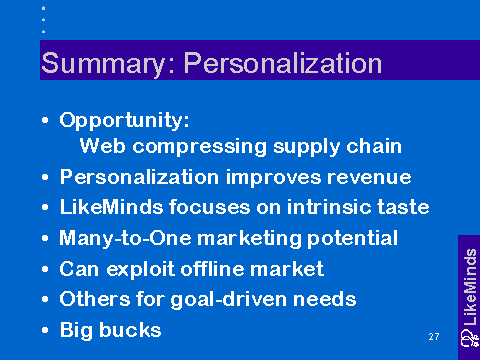 Summary: Personalization
• Opportunity:
Web compressing supply chain
• Personalization improves revenue
• LikeMinds focuses on intrinsic taste
• Many-to-One marketing potential
• Can exploit offline market
• Others for goal-driven needs
• Big bucks
27
LikeMinds